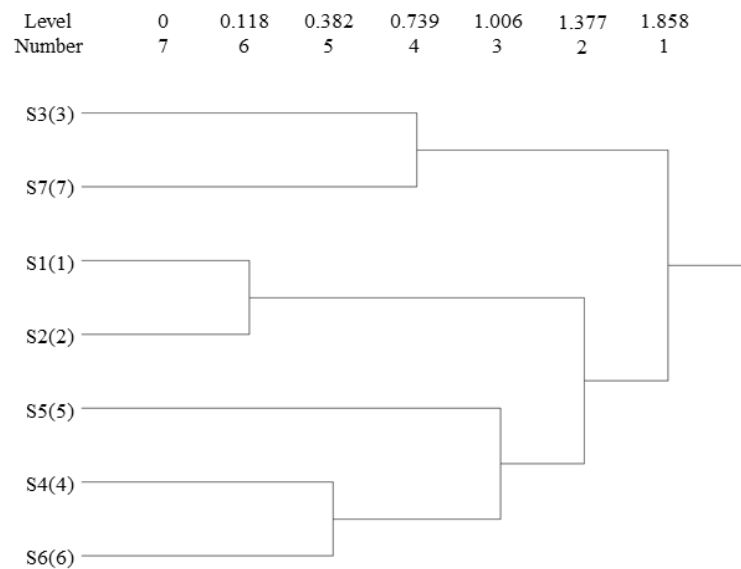 Level 0 0.118 0.382 0.739 1.006 1.377 1.858
Number 7 6 5 4 3 2 1
S3(3)
S7(7)
S1(1)
S2(2)
S5(5)
S4(4)
S6(6)